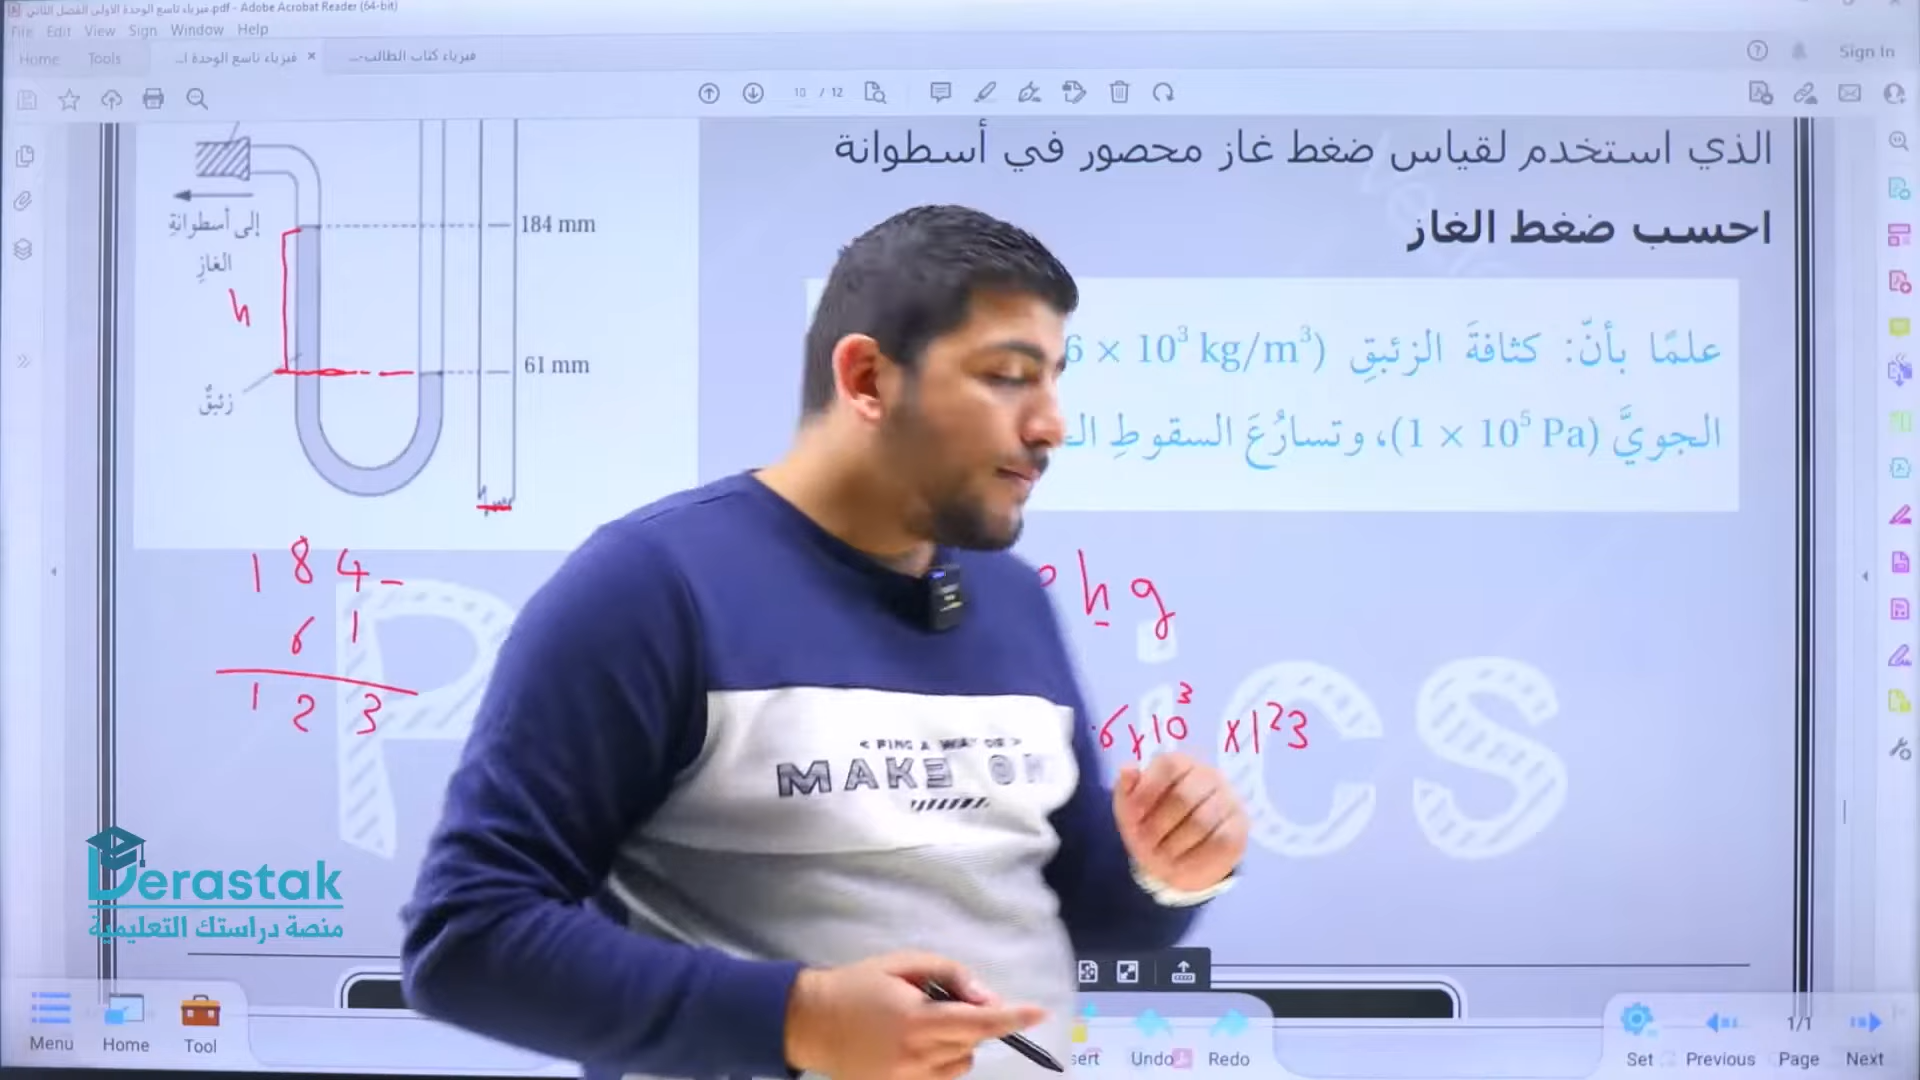 فيزياء تاسع الوحدة الاولى الفصل الثاني.pdf - Adobe Acrobat Reader (64-bit)
File Edit View Sign Window Help
Home Tools فيزياء تاسع الوحدة ا... × فيزياء كتاب الطالب-... Sign In
10 / 12
الذي استخدم لقياس ضغط غاز محصور في أسطوانة
احسب ضغط الغاز
علمًا بأنّ: كثافةَ الزئبقِ (6 × 10³ kg/m³
الجويَّ (1 × 10⁵ Pa)، وتسارُعَ السقوطِ
إلى أسطوانةِ
الغازِ
184 mm
h
61 mm
زئبقٌ
184 -
61
123
h g
.6 x 10³ x 123
Physics
Derastak
منصة دراستك التعليمية
Menu Home Tool Undo Redo Set Previous Page Next
1/1